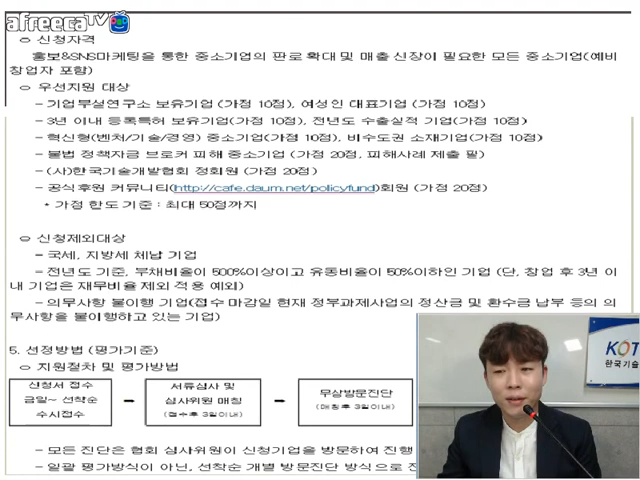 afreecaTV
○ 신청자격
홍보&SNS마케팅을 통한 중소기업의 판로 확대 및 매출 신장이 필요한 모든 중소기업(예비
창업자 포함)
○ 우선지원 대상
- 기업부설연구소 보유기업 (가점 10점), 여성인 대표기업 (가점 10점)
- 3년 이내 등록특허 보유기업(가점 10점), 전년도 수출실적 기업(가점 10점)
- 혁신형(벤처/기술/경영) 중소기업(가점 10점), 비수도권 소재기업(가점 10점)
- 불법 정책자금 브로커 피해 중소기업 (가점 20점, 피해사례 제출 필)
- (사)한국기술개발협회 정회원 (가점 20점)
- 공식후원 커뮤니티(http://cafe.daum.net/policyfund)회원 (가점 20점)
* 가점 한도 기준 : 최대 50점까지
○ 신청제외대상
- 국세, 지방세 체납 기업
- 전년도 기준, 부채비율이 500%이상이고 유동비율이 50%이하인 기업 (단, 창업 후 3년 이
내 기업은 재무비율 제외 적용 예외)
- 의무사항 불이행 기업(접수 마감일 현재 정부과제사업의 정산금 및 환수금 납부 등의 의
무사항을 불이행하고 있는 기업)
5. 선정방법 (평가기준)
○ 지원절차 및 평가방법
신청서 접수
금일~ 선착순
수시접수
서류심사 및
심사위원 매칭
(접수후 3일이내)
무상방문진단
(매칭후 3일이내)
- 모든 진단은 협회 심사위원이 신청기업을 방문하여 진행
- 일괄 평가방식이 아닌, 선착순 개별 방문진단 방식으로
KOT
한국기술